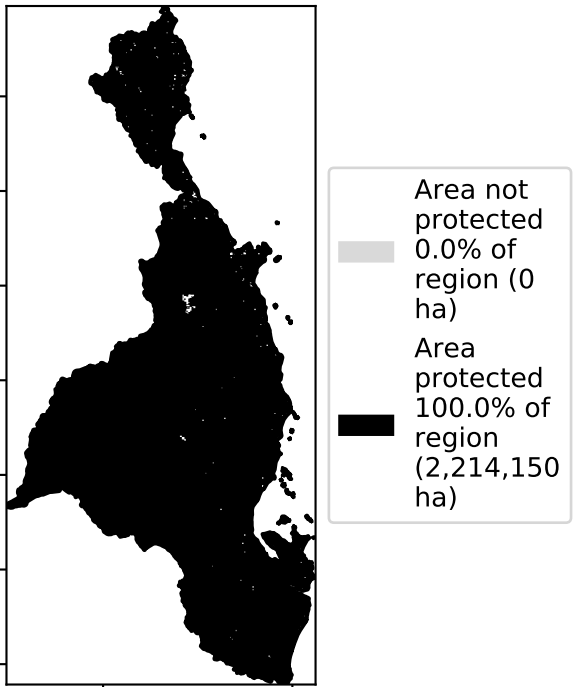 Area not
protected
0.0% of
region (0
ha)
Area
protected
100.0% of
region
(2,214,150
ha)